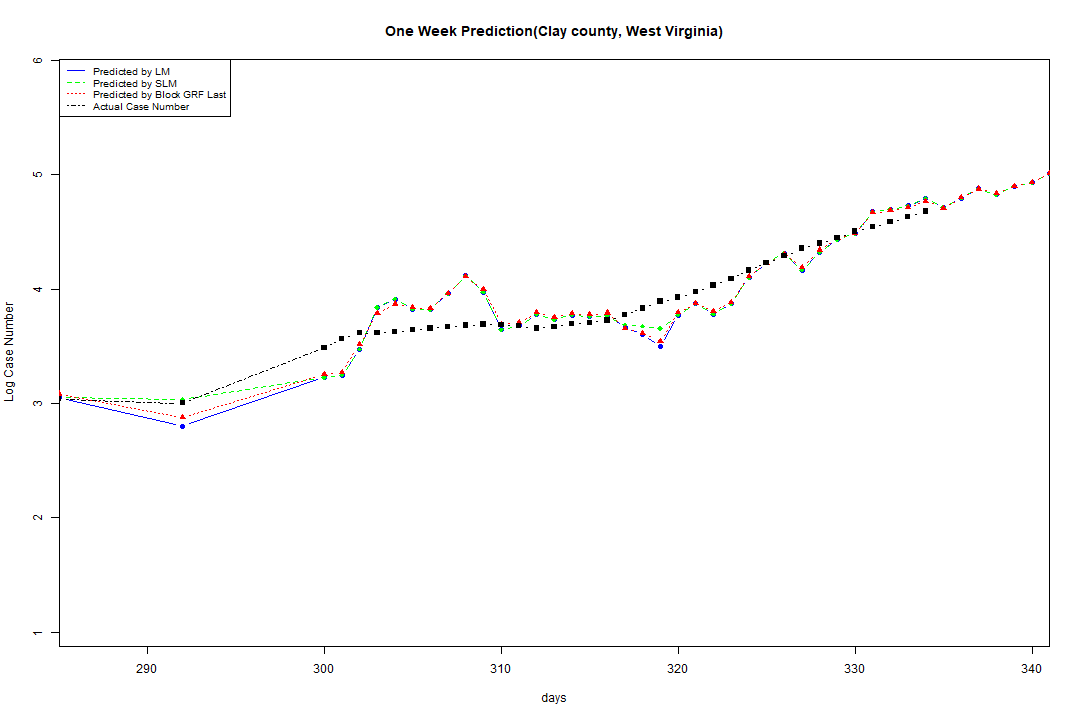 One Week Prediction(Clay county, West Virginia)
Predicted by LM
Predicted by SLM
Predicted by Block GRF Last
Actual Case Number
6
5
4
3
2
1
Log Case Number
290 300 310 320 330 340
days